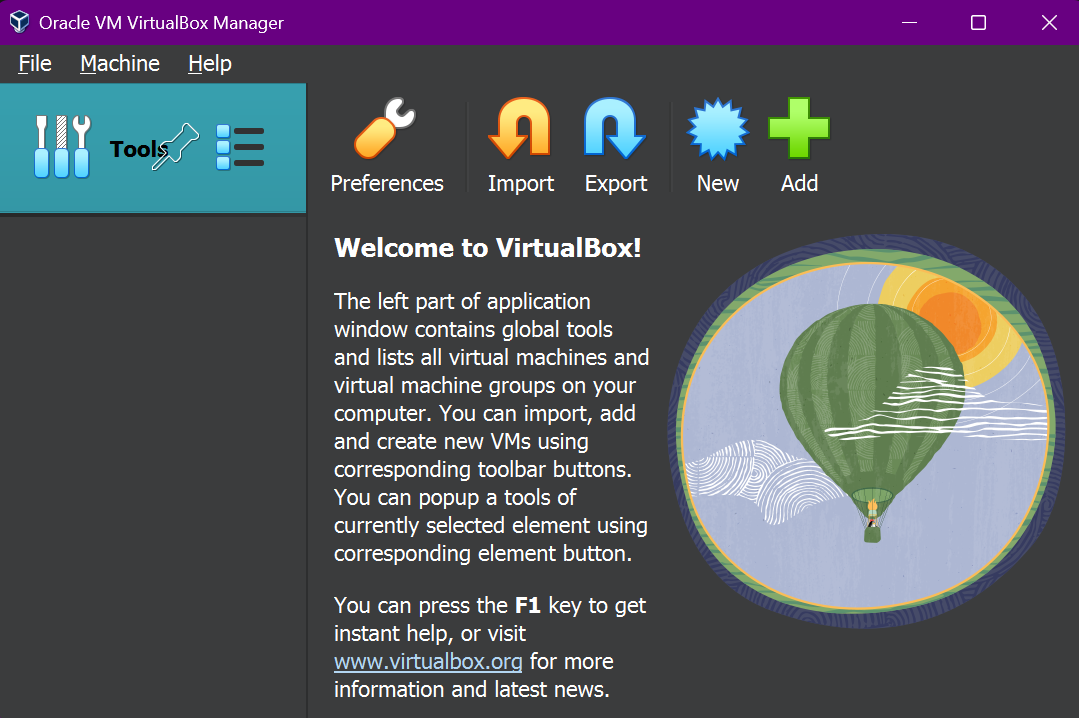 Oracle VM VirtualBox Manager
File Machine Help
Tools
Preferences Import Export New Add
Welcome to VirtualBox!
The left part of application
window contains global tools
and lists all virtual machines and
virtual machine groups on your
computer. You can import, add
and create new VMs using
corresponding toolbar buttons.
You can popup a tools of
currently selected element using
corresponding element button.
You can press the F1 key to get
instant help, or visit
www.virtualbox.org for more
information and latest news.